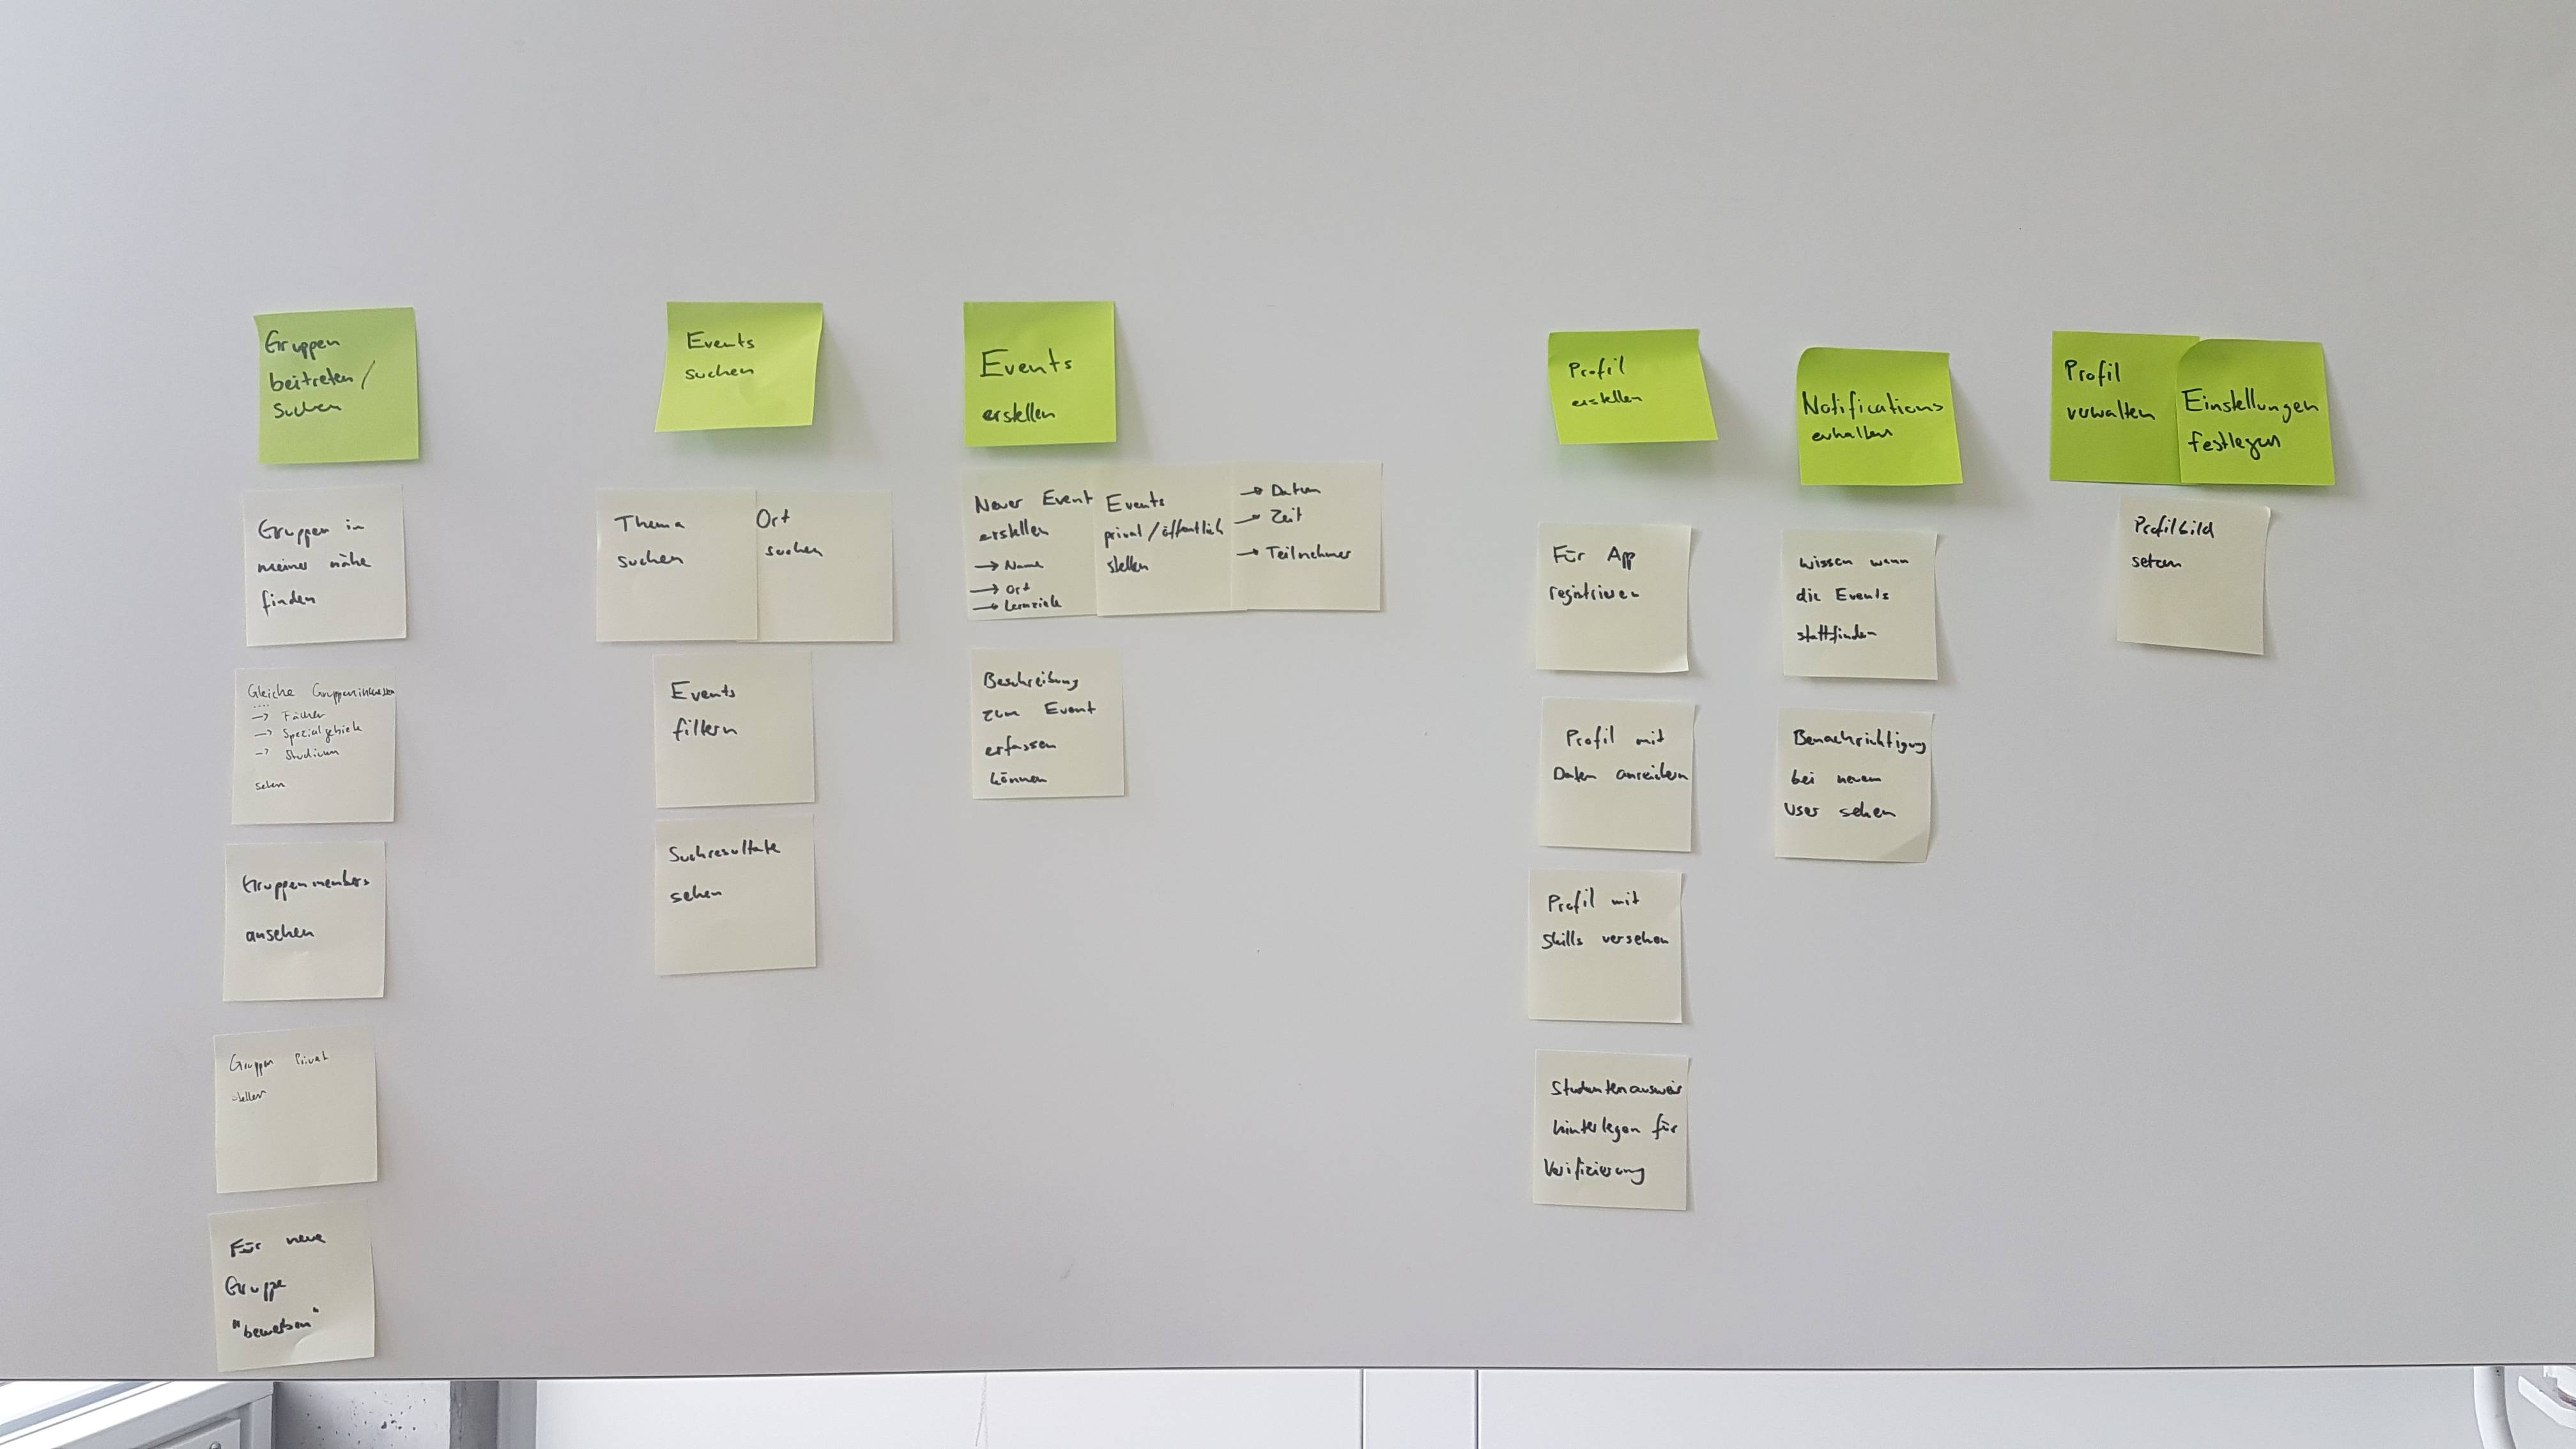 Gruppen
beitreten /
suchen
Gruppen in
meiner nähe
finden
Gleiche Gruppeninteressen
....
→ Fächer
→ Spezialgebiete
→ Studium
sehen
Gruppenmembers
ansehen
Gruppen Privat
stellen
Für neue
Gruppe
"bewerben"
Events
suchen
Thema
suchen
Ort
suchen
Events
filtern
Suchresultate
sehen
Events
erstellen
Neuer Event
erstellen
→ Name
→ Ort
→ Lernziele
Events
privat / öffentlich
stellen
→ Datum
→ Zeit
→ Teilnehmer
Beschreibung
zum Event
erfassen
können
Profil
erstellen
Für App
registrieren
Profil mit
Daten anreichern
Profil mit
Skills versehen
Studentenausweis
hinterlegen für
Verifizierung
Notifications
erhalten
Wissen wann
die Events
stattfinden
Benachrichtigung
bei neuem
User sehen
Profil
verwalten
Einstellungen
festlegen
Profilbild
setzen